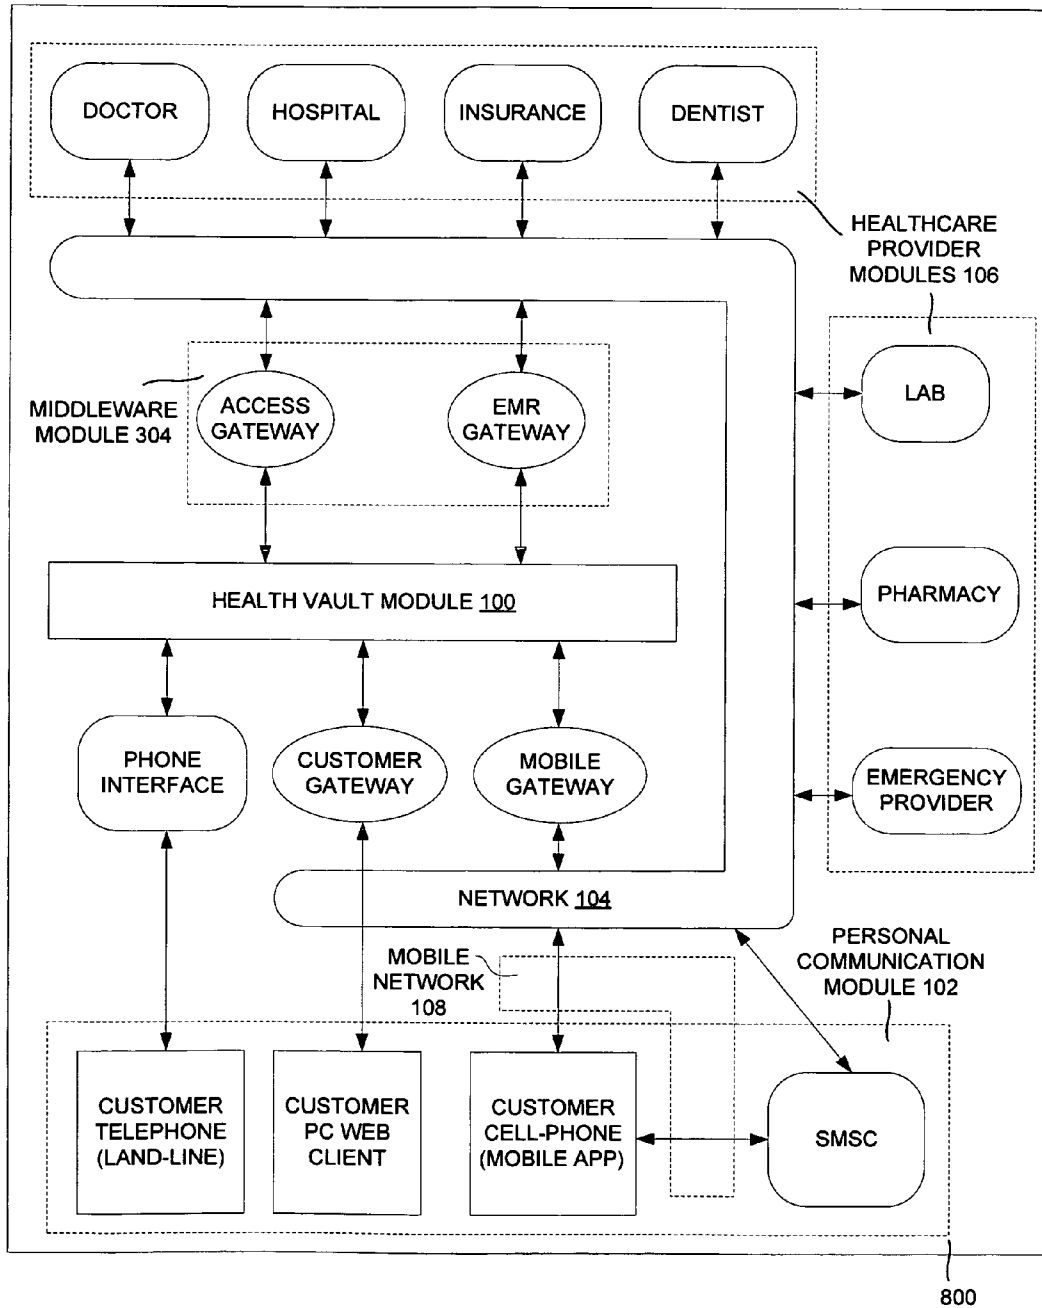 DOCTOR
HOSPITAL
INSURANCE
DENTIST
HEALTHCARE
PROVIDER
MODULES 106
MIDDLEWARE
MODULE 304
ACCESS
GATEWAY
EMR
GATEWAY
LAB
HEALTH VAULT MODULE 100
PHARMACY
PHONE
INTERFACE
CUSTOMER
GATEWAY
MOBILE
GATEWAY
EMERGENCY
PROVIDER
NETWORK 104
MOBILE
NETWORK
108
PERSONAL
COMMUNICATION
MODULE 102
CUSTOMER
TELEPHONE
(LAND-LINE)
CUSTOMER
PC WEB
CLIENT
CUSTOMER
CELL-PHONE
(MOBILE APP)
SMSC
800